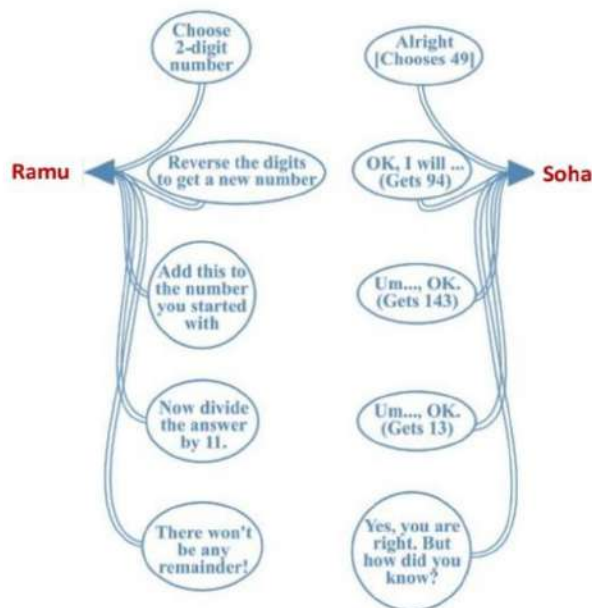 Choose
2-digit
number
Alright
[Chooses 49]
Ramu
Reverse the digits
to get a new number
OK, I will ...
(Gets 94)
Soha
Add this to
the number
you started
with
Um..., OK.
(Gets 143)
Now divide
the answer
by 11.
Um..., OK.
(Gets 13)
There won't
be any
remainder!
Yes, you are
right. But
how did you
know?